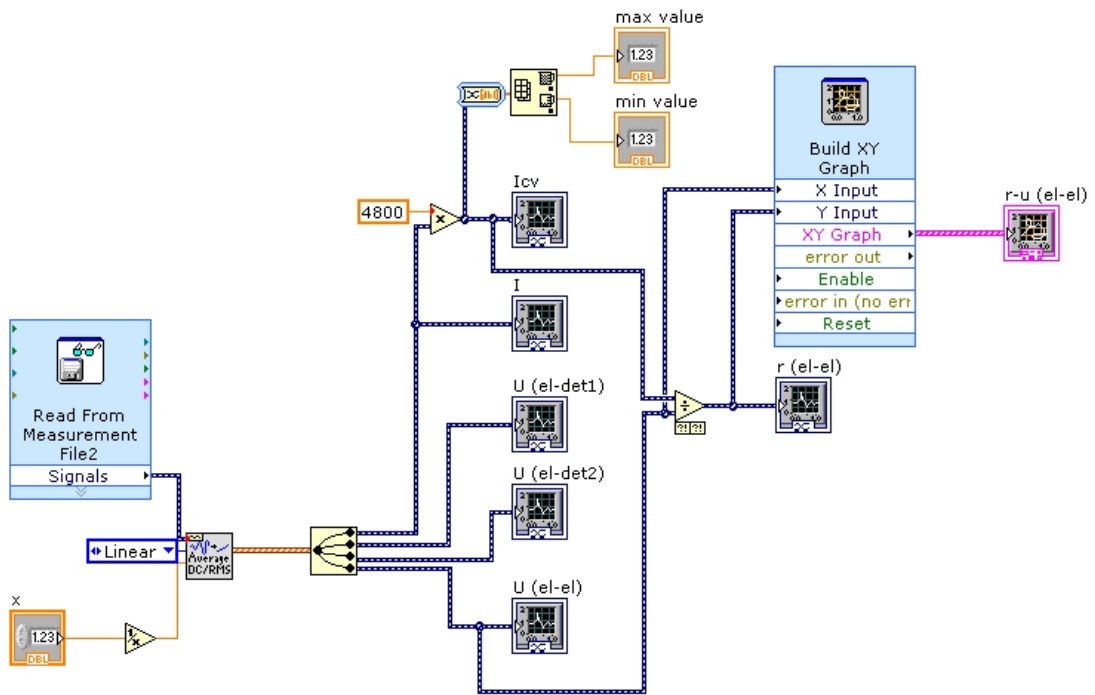 max value
1.23
DBL
min value
1.23
DBL
Build XY
Graph
X Input
Y Input
XY Graph
error out
Enable
error in (no err
Reset
r-u (el-el)
Icv
4800
x
I
r (el-el)
÷
?! ?!
U (el-det1)
U (el-det2)
U (el-el)
Read From
Measurement
File2
Signals
Linear
Average
DC/RMS
x
1.23
DBL
1/x